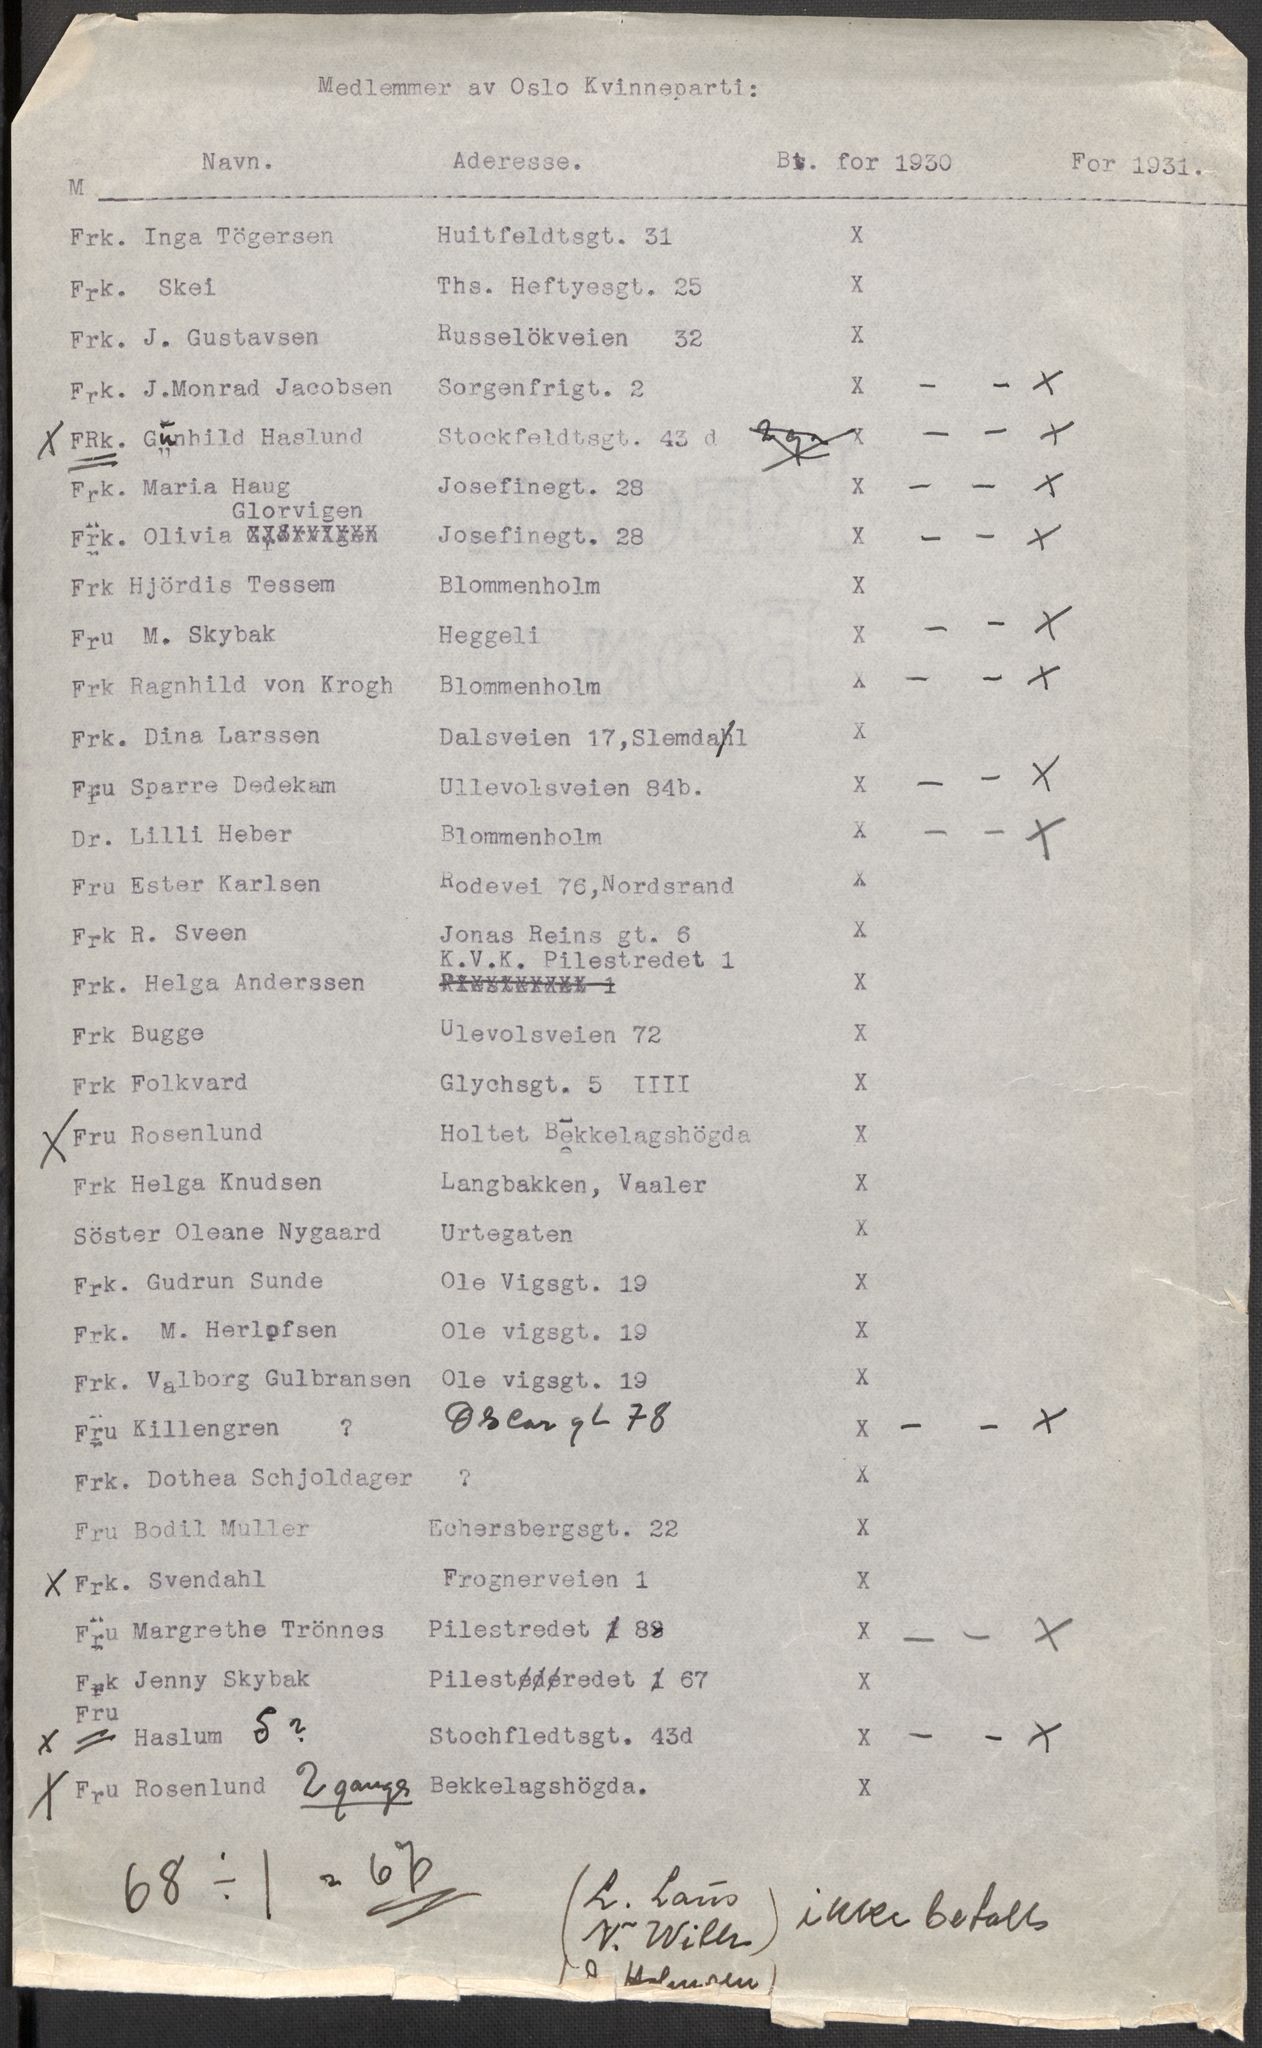 Medlemmer av Oslo Kvinneparti:
Navn. Aderesse. Bt. for 1930 For 1931.
M
Frk. Inga Tögersen Huitfeldtsgt. 31 X
Frk. Skei Ths. Heftyesgt. 25 X
Frk. J. Gustavsen Russelökveien 32 X
Frk. J.Monrad Jacobsen Sorgenfrigt. 2 X — — X
X FRk. Gunhild Haslund Stockfeldtsgt. 43 d X — — X
Frk. Maria Haug Josefinegt. 28 X — — X
Glorvigen
Frk. Olivia Josefinegt. 28 X — — X
Frk Hjördis Tessem Blommenholm X
Fru M. Skybak Heggeli X — — X
Frk Ragnhild von Krogh Blommenholm X — — X
Frk. Dina Larssen Dalsveien 17,Slemdahl X
Fru Sparre Dedekam Ullevolsveien 84b. X — — X
Dr. Lilli Heber Blommenholm X — — X
Fru Ester Karlsen Rodevei 76,Nordsrand X
Frk R. Sveen Jonas Reins gt. 6 X
K.V.K. Pilestredet 1
Frk. Helga Anderssen X
Frk Bugge Ulevolsveien 72 X
Frk Folkvard Glychsgt. 5 IIII X
X Fru Rosenlund Holtet Bekkelagshögda X
Frk Helga Knudsen Langbakken, Vaaler X
Söster Oleane Nygaard Urtegaten X
Frk. Gudrun Sunde Ole Vigsgt. 19 X
Frk. M. Herlofsen Ole vigsgt. 19 X
Frk. Valborg Gulbransen Ole vigsgt. 19 X
Fru Killengren ? Oscar gt 78 X — — X
Frk. Dothea Schjoldager ? X
Fru Bodil Muller Echersbergsgt. 22 X
X Frk. Svendahl Frognerveien 1 X
Fru Margrethe Trönnes Pilestredet 88 X — — X
Frk Jenny Skybak Pilestredet 67 X
Fru
X Haslum S? Stochfledtsgt. 43d X — — X
X Fru Rosenlund 2 gange Bekkelagshögda. X
68 ÷ 1 = 67
(L. Laus
N. Wille) ikke betalt
Holmsen)